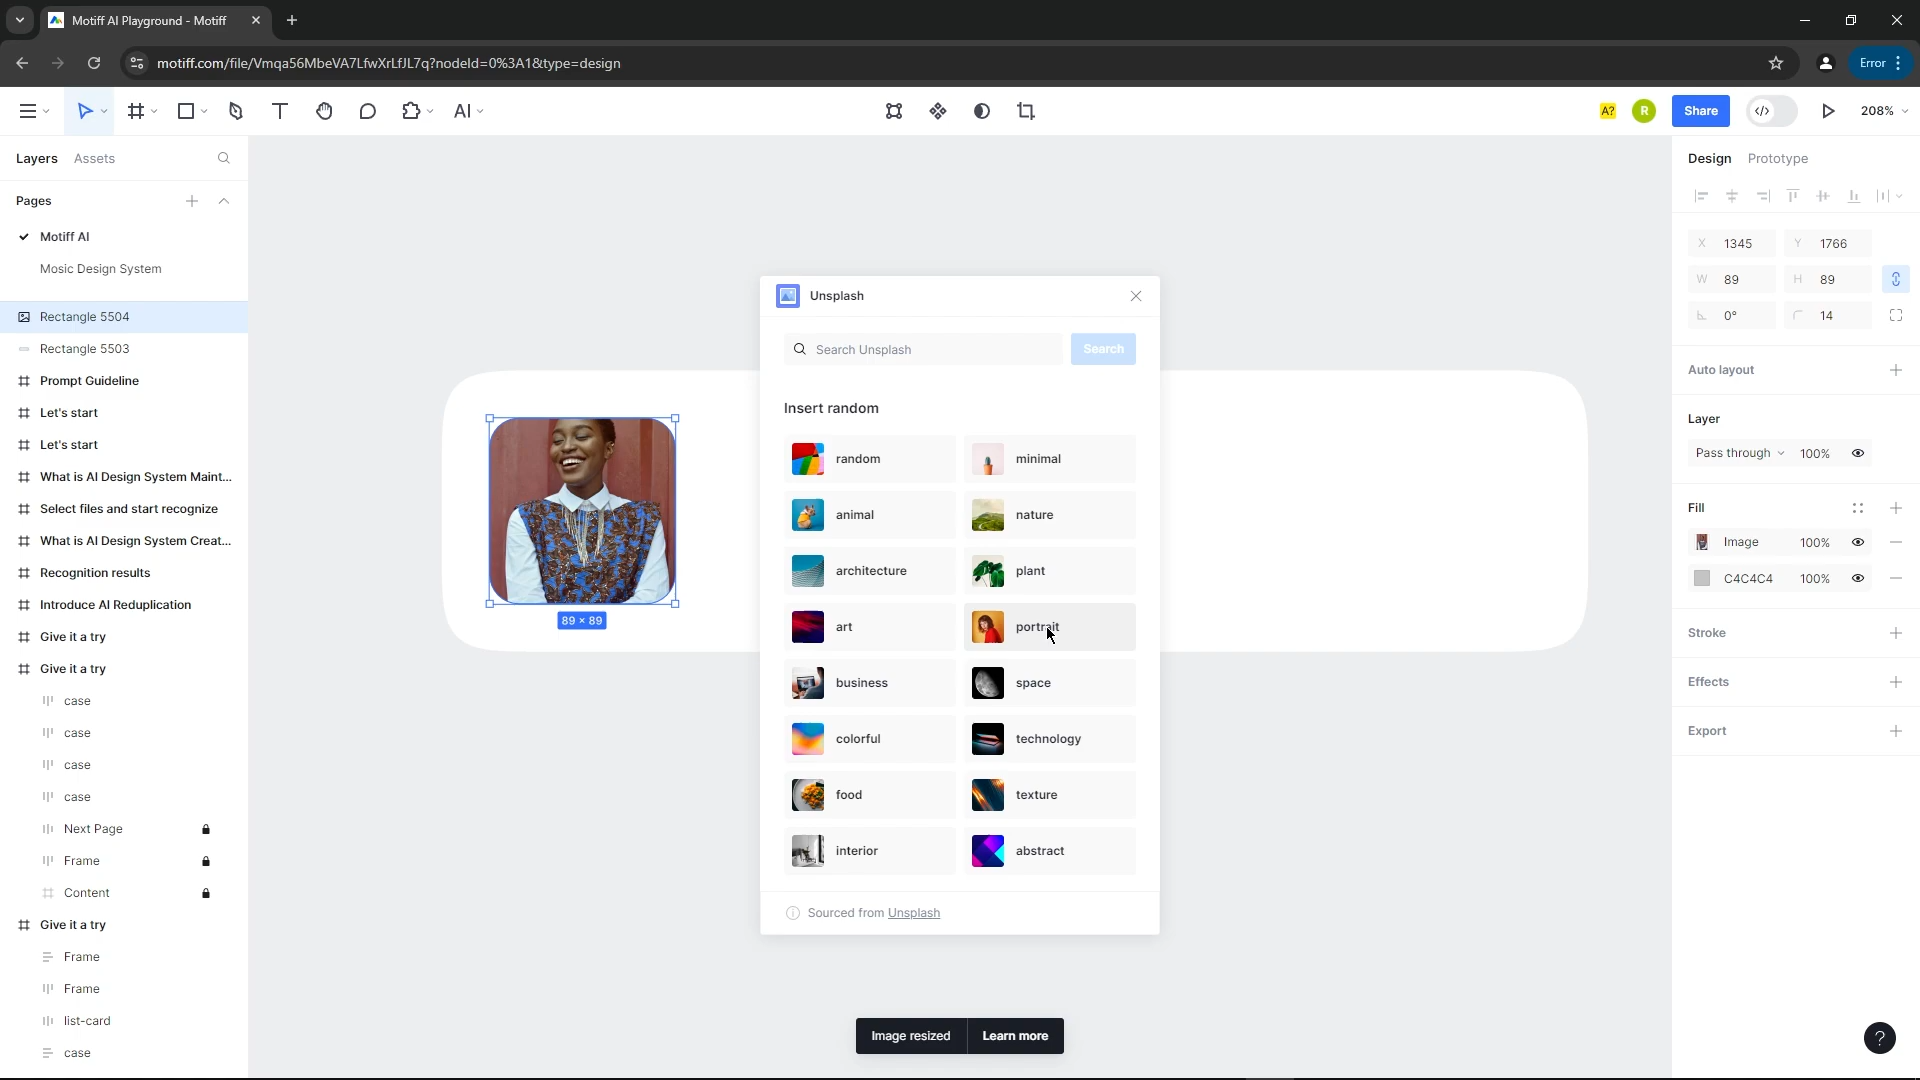 Motiff AI Playground - Motiff
motiff.com/file/Vmqa56MbeVA7LfwXrLfJL7q?nodeId=0%3A1&type=design
Error
AI
A?
R
Share
208%
Layers
Assets
Pages
Motiff AI
Mosic Design System
Rectangle 5504
Rectangle 5503
Prompt Guideline
Let's start
Let's start
What is AI Design System Maint...
Select files and start recognize
What is AI Design System Creat...
Recognition results
Introduce AI Reduplication
Give it a try
Give it a try
case
case
case
case
Next Page
Frame
Content
Give it a try
Frame
Frame
list-card
case
89 × 89
Unsplash
Search Unsplash
Search
Insert random
random
minimal
animal
nature
architecture
plant
art
portrait
business
space
colorful
technology
food
texture
interior
abstract
Sourced from Unsplash
Image resized
Learn more
Design
Prototype
X 1345
Y 1766
W 89
H 89
0°
14
Auto layout
Layer
Pass through
100%
Fill
Image
100%
C4C4C4
100%
Stroke
Effects
Export
?